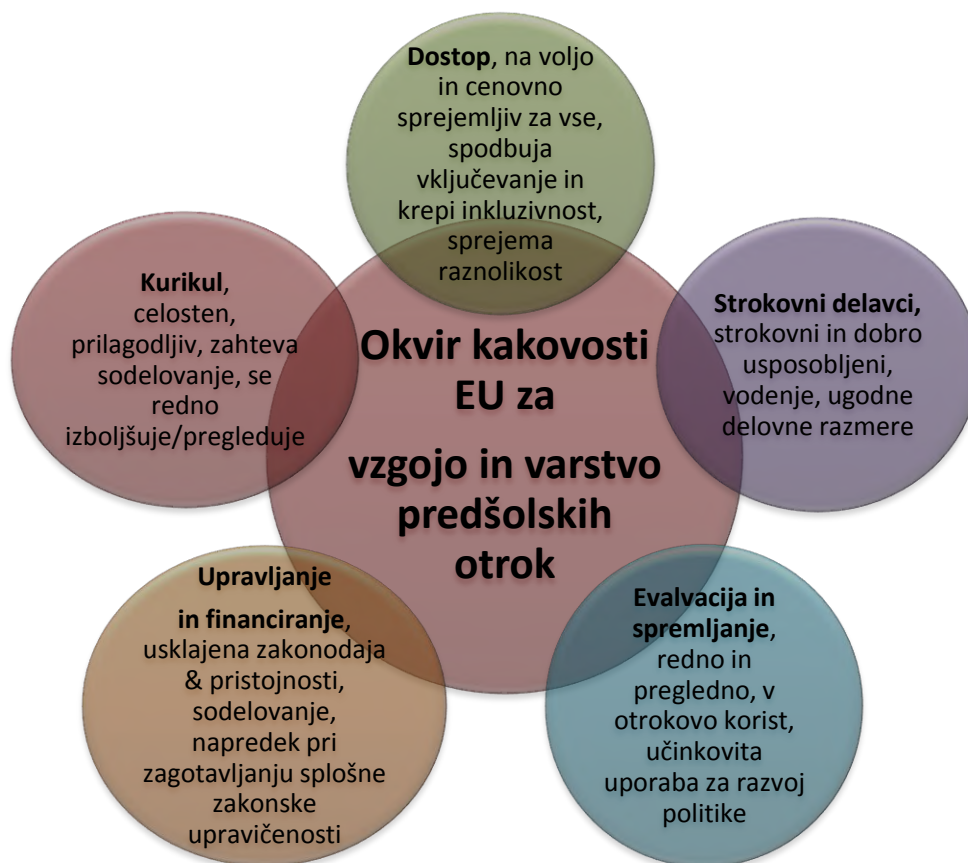 Dostop, na voljo
in cenovno
sprejemljiv za vse,
spodbuja
vključevanje in
krepi inkluzivnost,
sprejema
raznolikost
Kurikul,
celosten,
prilagodljiv, zahteva
sodelovanje, se
redno
izboljšuje/pregleduje
Okvir kakovosti
EU za
vzgojo in varstvo
predšolskih
otrok
Strokovni delavci,
strokovni in dobro
usposobljeni,
vodenje, ugodne
delovne razmere
Upravljanje
in financiranje,
usklajena zakonodaja
& pristojnosti,
sodelovanje,
napredek pri
zagotavljanju splošne
zakonske
upravičenosti
Evalvacija in
spremljanje,
redno in
pregledno, v
otrokovo korist,
učinkovita
uporaba za razvoj
politike